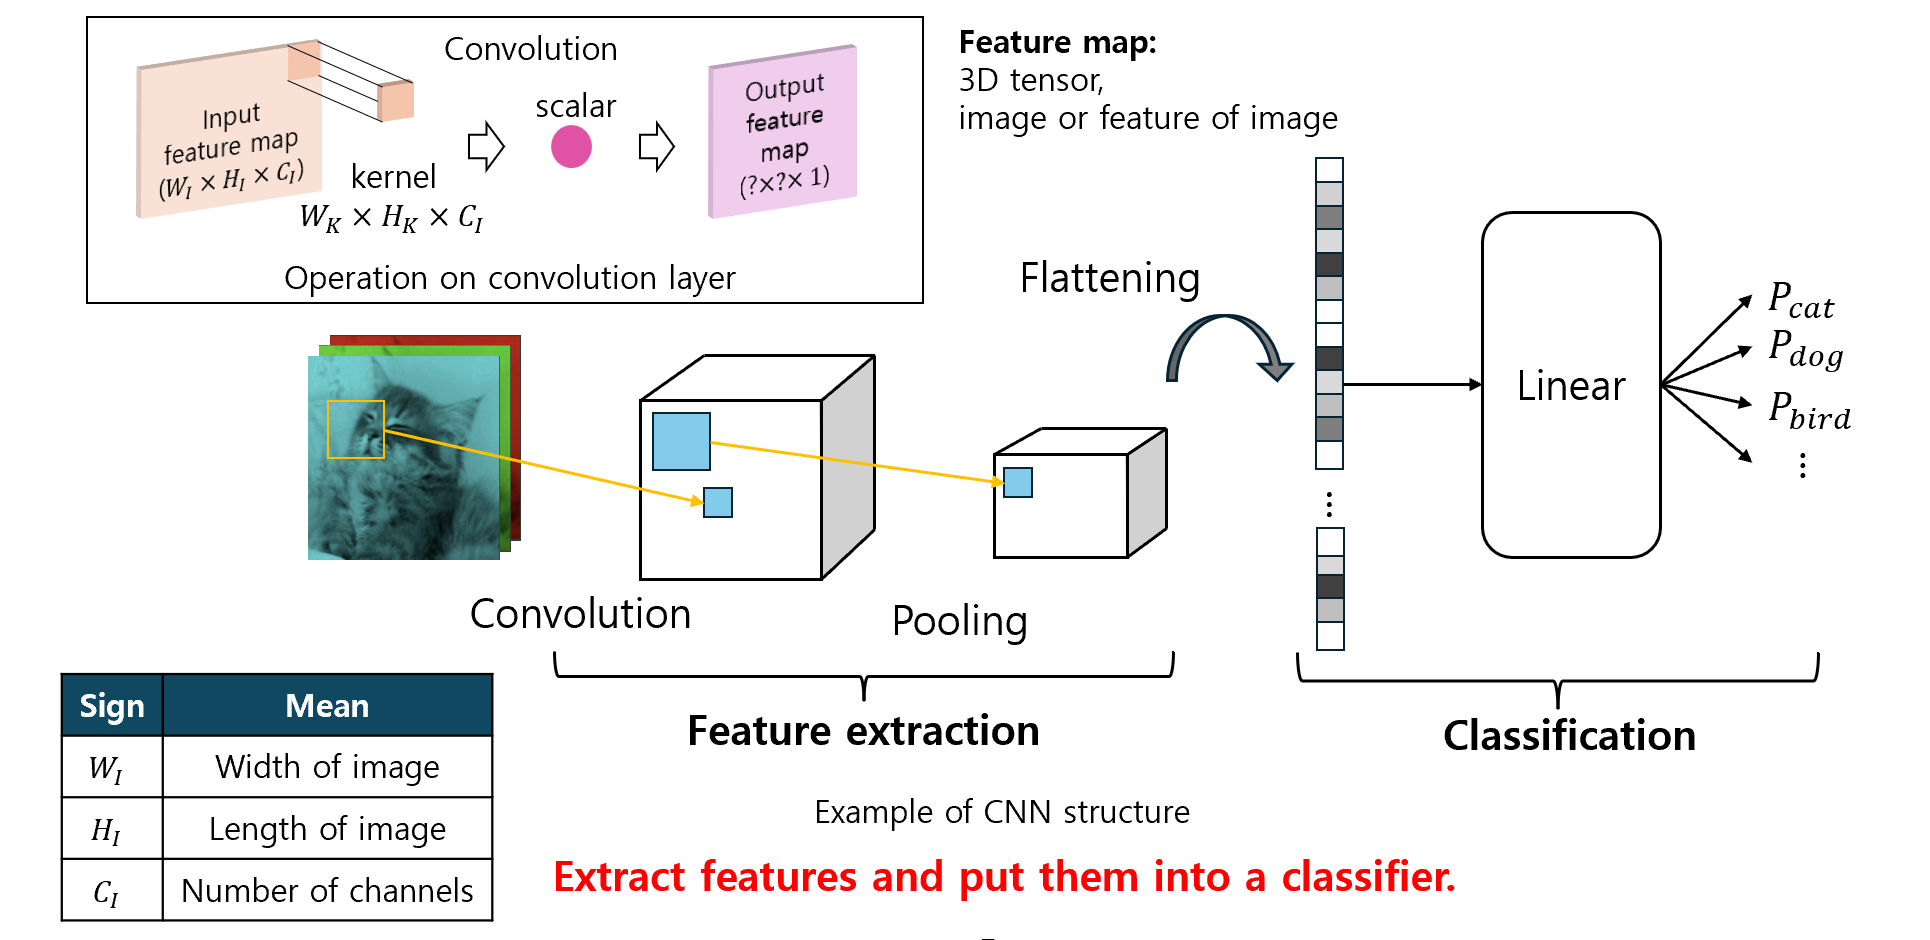 Convolution
Input
feature map
(W_I × H_I × C_I)
scalar
Output
feature
map
(?×?× 1)
kernel
W_K × H_K × C_I
Operation on convolution layer
Feature map:
3D tensor,
image or feature of image
Flattening
Linear
P_cat
P_dog
P_bird
⋮
⋮
Convolution
Pooling
Feature extraction
Classification
Sign Mean
W_I Width of image
H_I Length of image
C_I Number of channels
Example of CNN structure
Extract features and put them into a classifier.